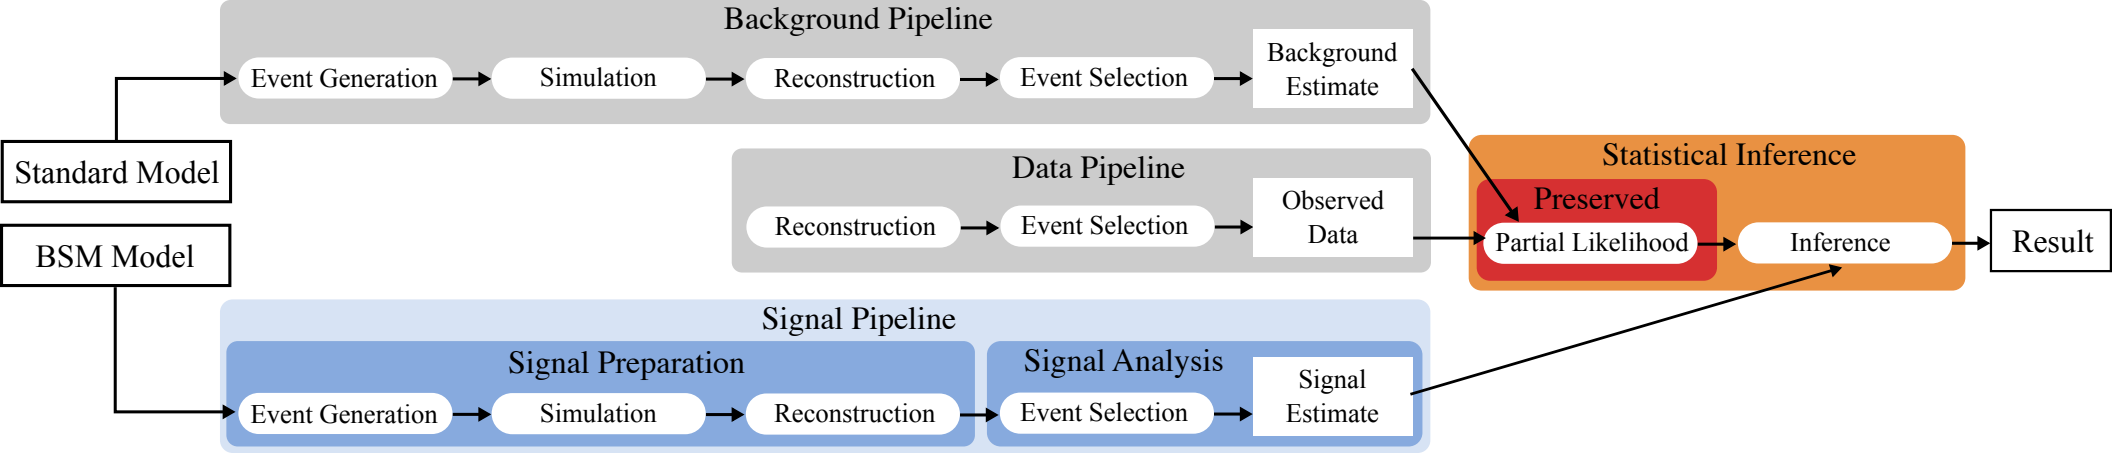 Background Pipeline
Event Generation
Simulation
Reconstruction
Event Selection
Background
Estimate
Standard Model
Data Pipeline
Reconstruction
Event Selection
Observed
Data
Statistical Inference
Preserved
Partial Likelihood
Inference
Result
BSM Model
Signal Pipeline
Signal Preparation
Event Generation
Simulation
Reconstruction
Signal Analysis
Event Selection
Signal
Estimate